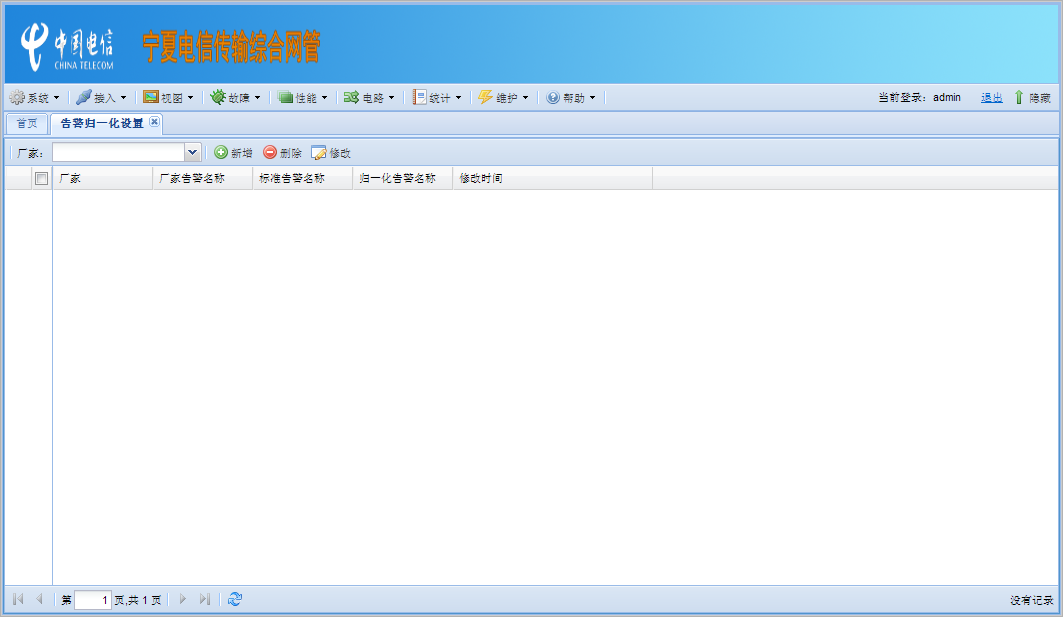 中国电信
CHINA TELECOM
宁夏电信传输综合网管
系统 接入 视图 故障 性能 电路 统计 维护 帮助 当前登录: admin 退出 隐藏
首页 告警归一化设置
厂家: 新增 删除 修改
厂家 厂家告警名称 标准告警名称 归一化告警名称 修改时间
第 1 页,共 1 页 没有记录